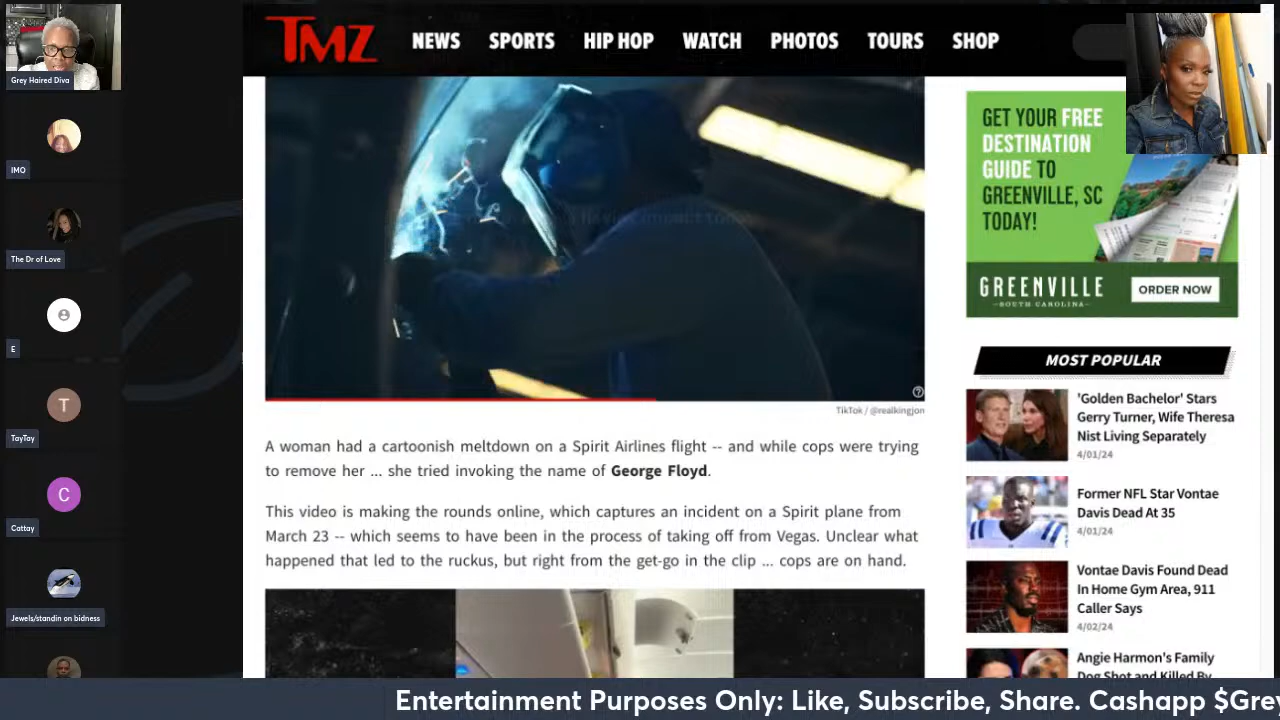 TMZ
NEWS SPORTS HIP HOP WATCH PHOTOS TOURS SHOP
Grey Haired Diva
IMO
The Dr of Love
E
T
TayTay
C
Cattay
Jewels/standin on bidness
TikTok / @realkingjon
A woman had a cartoonish meltdown on a Spirit Airlines flight -- and while cops were trying
to remove her ... she tried invoking the name of George Floyd.
This video is making the rounds online, which captures an incident on a Spirit plane from
March 23 -- which seems to have been in the process of taking off from Vegas. Unclear what
happened that led to the ruckus, but right from the get-go in the clip ... cops are on hand.
GET YOUR FREE
DESTINATION
GUIDE TO
GREENVILLE, SC
TODAY!
GREENVILLE
SOUTH CAROLINA
ORDER NOW
MOST POPULAR
'Golden Bachelor' Stars
Gerry Turner, Wife Theresa
Nist Living Separately
4/01/24
Former NFL Star Vontae
Davis Dead At 35
4/01/24
Vontae Davis Found Dead
In Home Gym Area, 911
Caller Says
4/02/24
Angie Harmon's Family
Dog Shot and Killed By
Entertainment Purposes Only: Like, Subscribe, Share. Cashapp $Grey